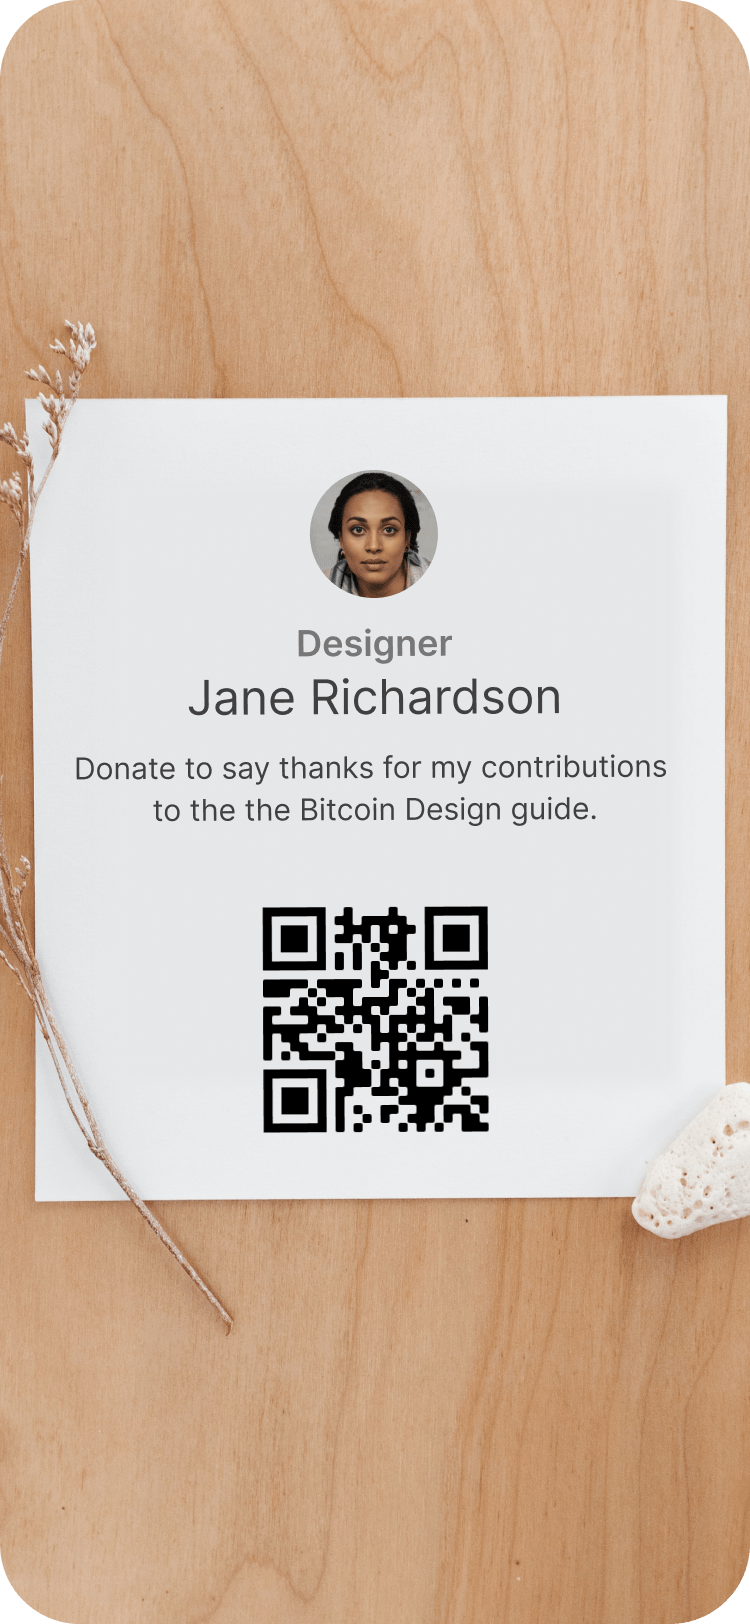 Designer
Jane Richardson
Donate to say thanks for my contributions
to the the Bitcoin Design guide.